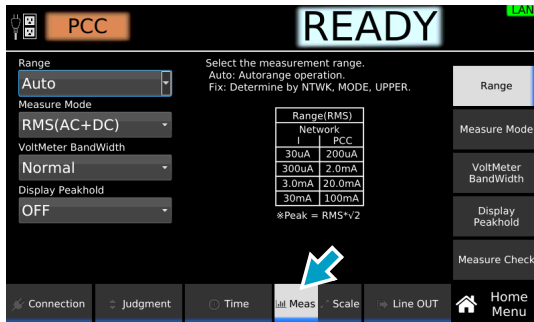 LAN
PCC
READY
Range
Auto
Measure Mode
RMS(AC+DC)
VoltMeter BandWidth
Normal
Display Peakhold
OFF
Select the measurement range.
Auto: Autorange operation.
Fix: Determine by NTWK, MODE, UPPER.
Range(RMS)
Network
I PCC
30uA 200uA
300uA 2.0mA
3.0mA 20.0mA
30mA 100mA
※Peak = RMS*√2
Range
Measure Mode
VoltMeter
BandWidth
Display
Peakhold
Measure Check
Connection
Judgment
Time
Meas
Scale
Line OUT
Home
Menu